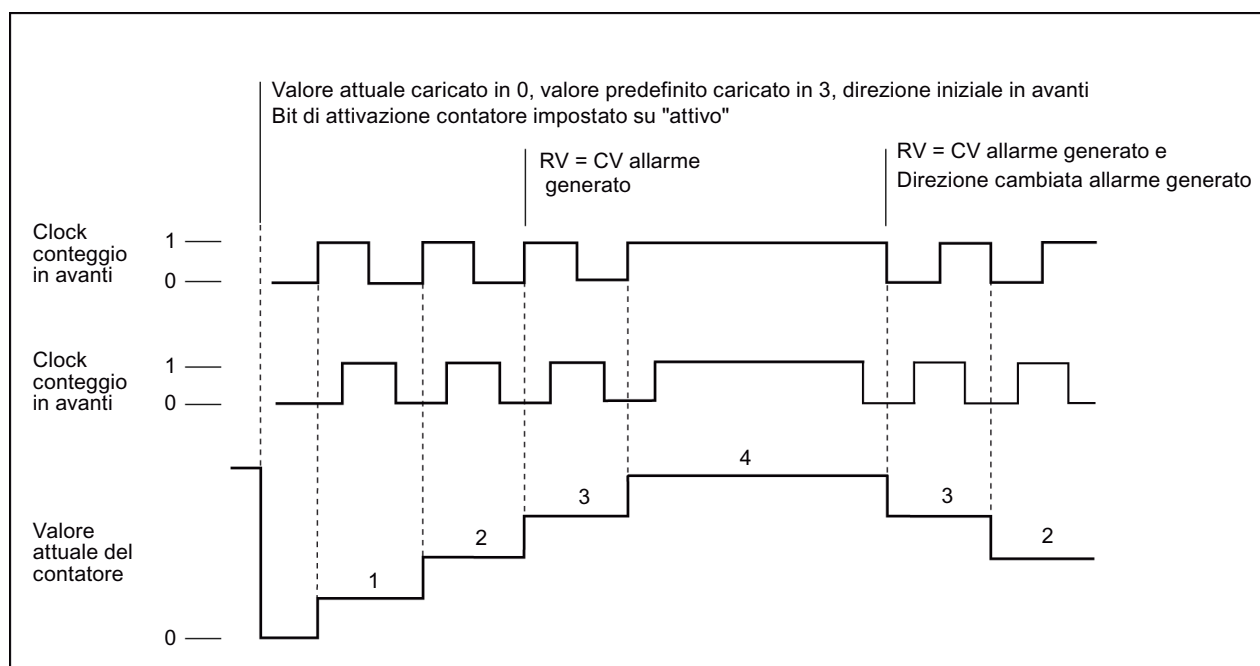 Valore attuale caricato in 0, valore predefinito caricato in 3, direzione iniziale in avanti
Bit di attivazione contatore impostato su "attivo"
RV = CV allarme
generato
RV = CV allarme generato e
Direzione cambiata allarme generato
Clock
conteggio
in avanti
1
0
Clock
conteggio
in avanti
1
0
Valore
attuale del
contatore
0
1
2
3
4
3
2